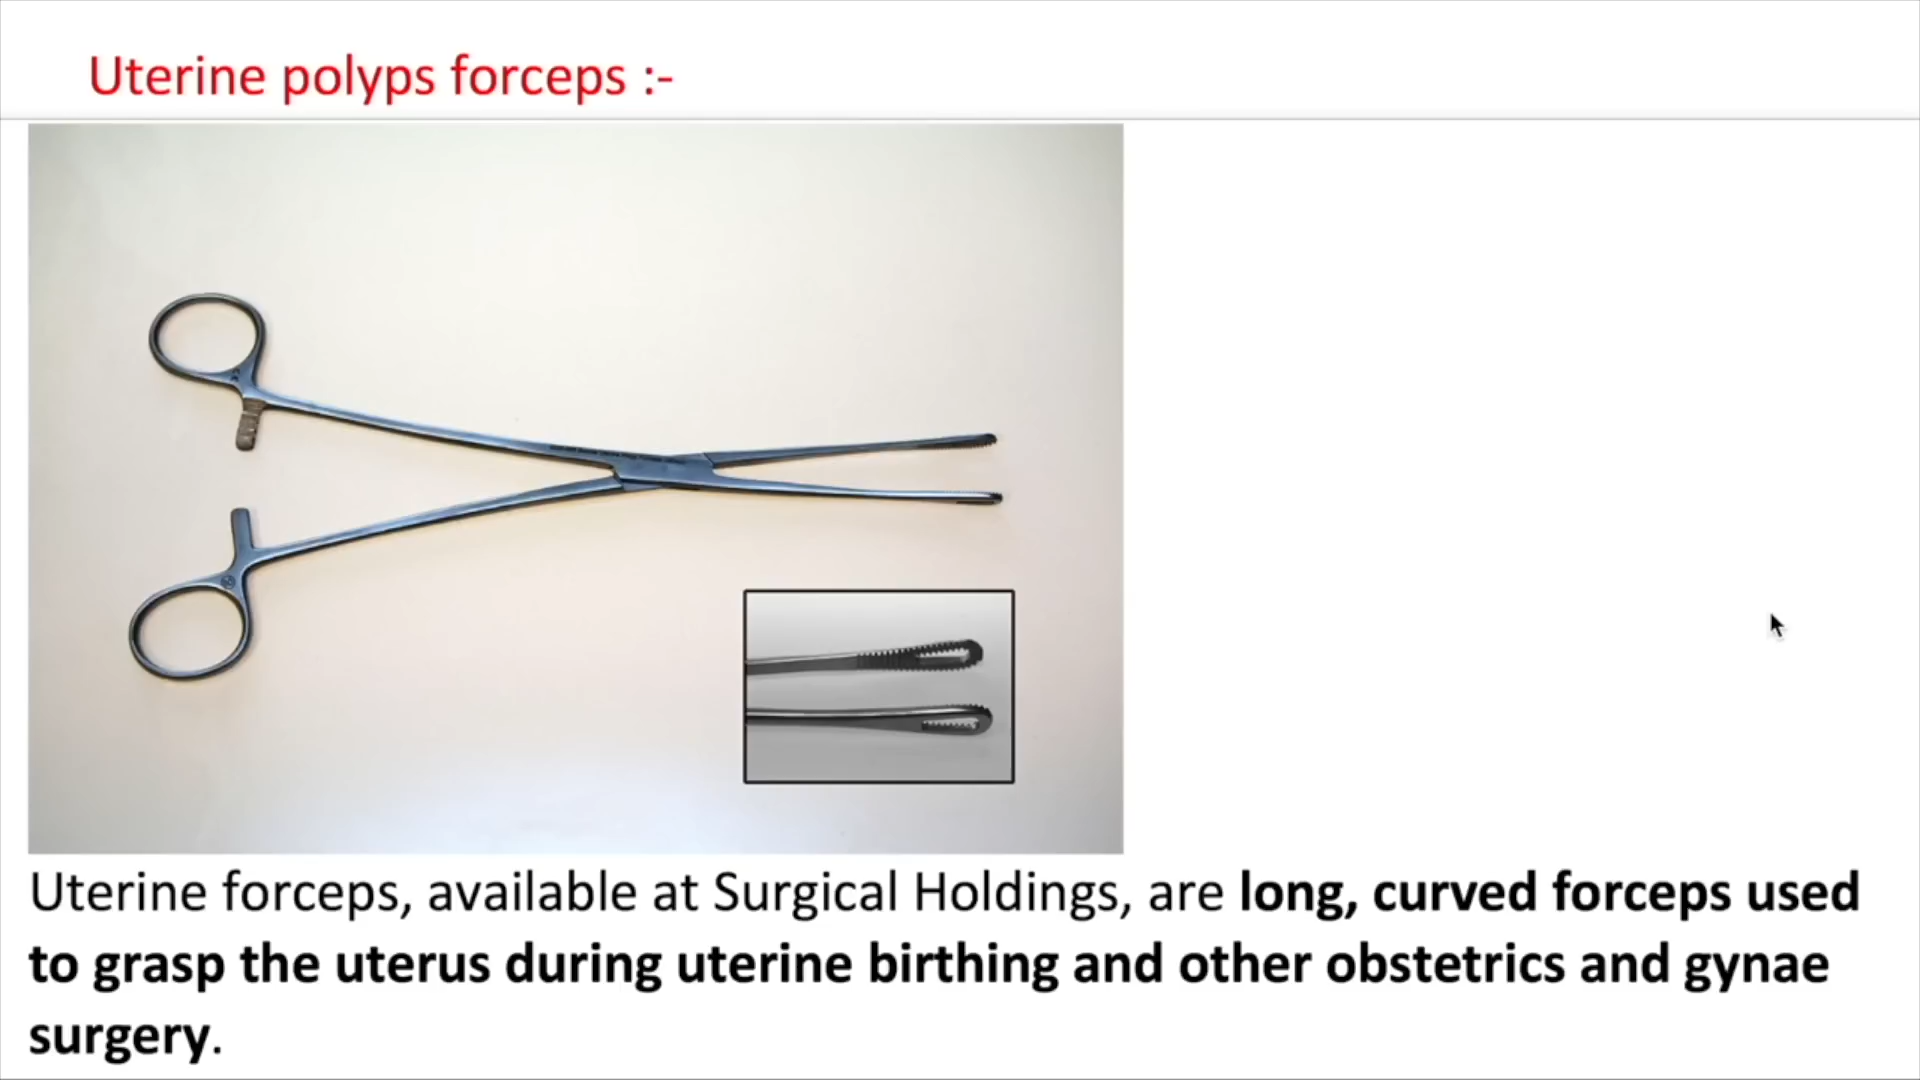 Uterine polyps forceps :-
Uterine forceps, available at Surgical Holdings, are long, curved forceps used
to grasp the uterus during uterine birthing and other obstetrics and gynae
surgery.